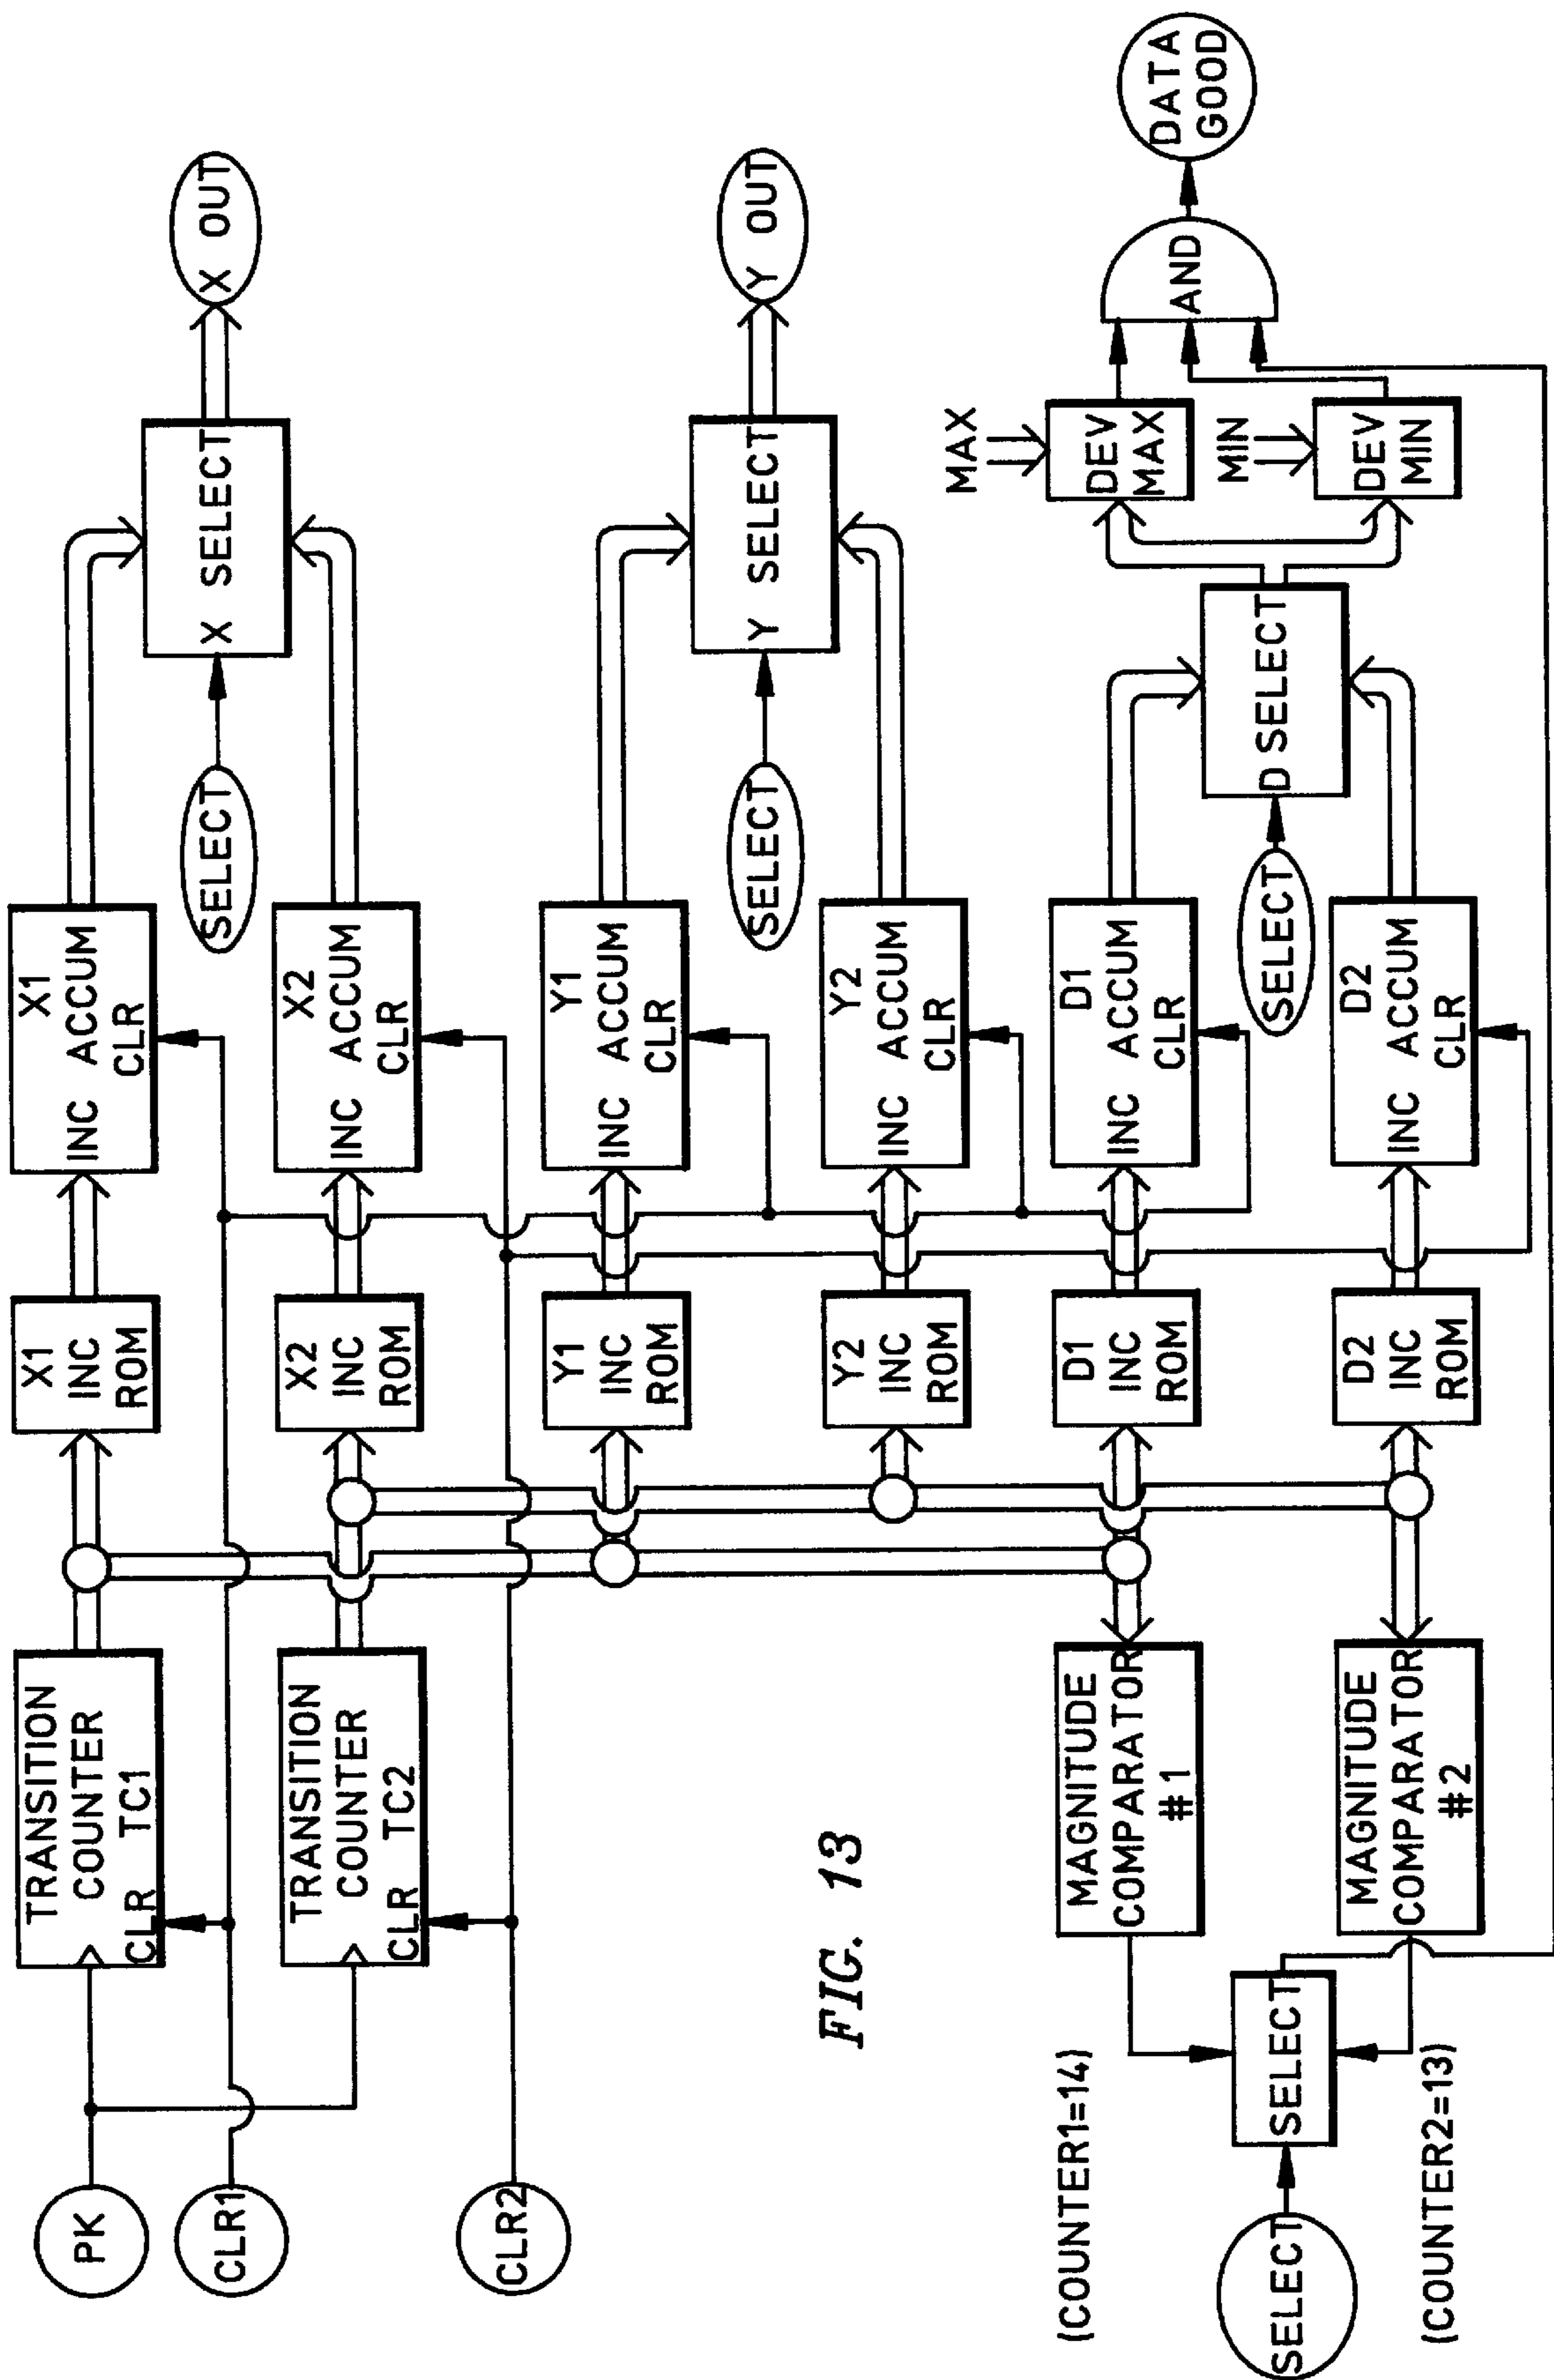 PK
CLR1
CLR2
TRANSITION
COUNTER
TC1
CLR
TRANSITION
COUNTER
TC2
CLR
X1
INC
ROM
X2
INC
ROM
Y1
INC
ROM
Y2
INC
ROM
D1
INC
ROM
D2
INC
ROM
X1
INC ACCUM
CLR
X2
INC ACCUM
CLR
Y1
INC ACCUM
CLR
Y2
INC ACCUM
CLR
D1
INC ACCUM
CLR
D2
INC ACCUM
CLR
SELECT
X SELECT
X OUT
SELECT
Y SELECT
Y OUT
SELECT
D SELECT
MAX
DEV
MAX
MIN
DEV
MIN
AND
DATA
GOOD
MAGNITUDE
COMPARATOR
#1
MAGNITUDE
COMPARATOR
#2
(COUNTER1=14)
SELECT
SELECT
(COUNTER2=13)
FIG. 13